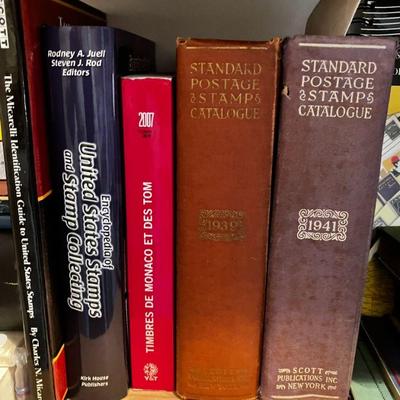 SCOTT
The Micarelli Identification Guide to United States Stamps
By Charles N. Micar
Rodney A. Juell
Steven J. Rod
Editors
Encyclopedia of
United States Stamps
and Stamp Collecting
Kirk House
Publishers
2007
TIMBRES DE MONACO ET DES TOM
Y&T
STANDARD
POSTAGE
STAMP
CATALOGUE
1939
STANDARD
POSTAGE
STAMP
CATALOGUE
1941
SCOTT
PUBLICATIONS INC.
NEW YORK